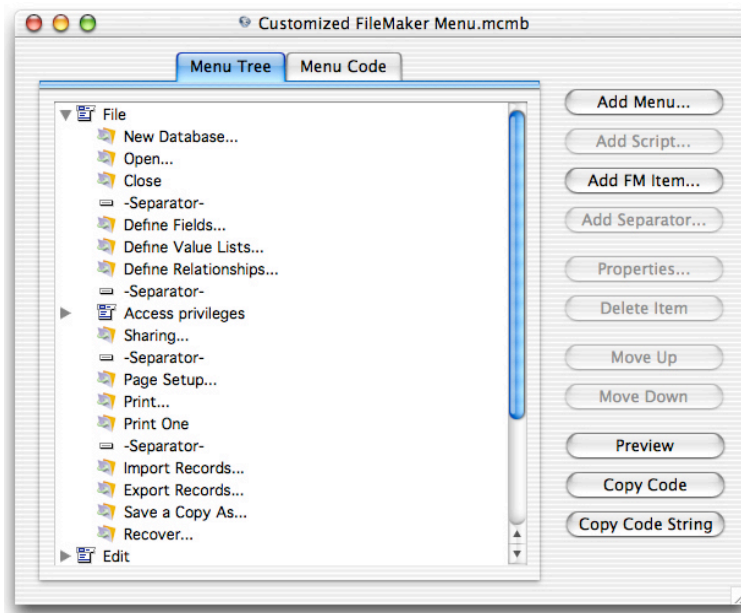 Customized FileMaker Menu.mcmb
Menu Tree
Menu Code
File
New Database...
Open...
Close
-Separator-
Define Fields...
Define Value Lists...
Define Relationships...
-Separator-
Access privileges
Sharing...
-Separator-
Page Setup...
Print...
Print One
-Separator-
Import Records...
Export Records...
Save a Copy As...
Recover...
Edit
Add Menu...
Add Script...
Add FM Item...
Add Separator...
Properties...
Delete Item
Move Up
Move Down
Preview
Copy Code
Copy Code String